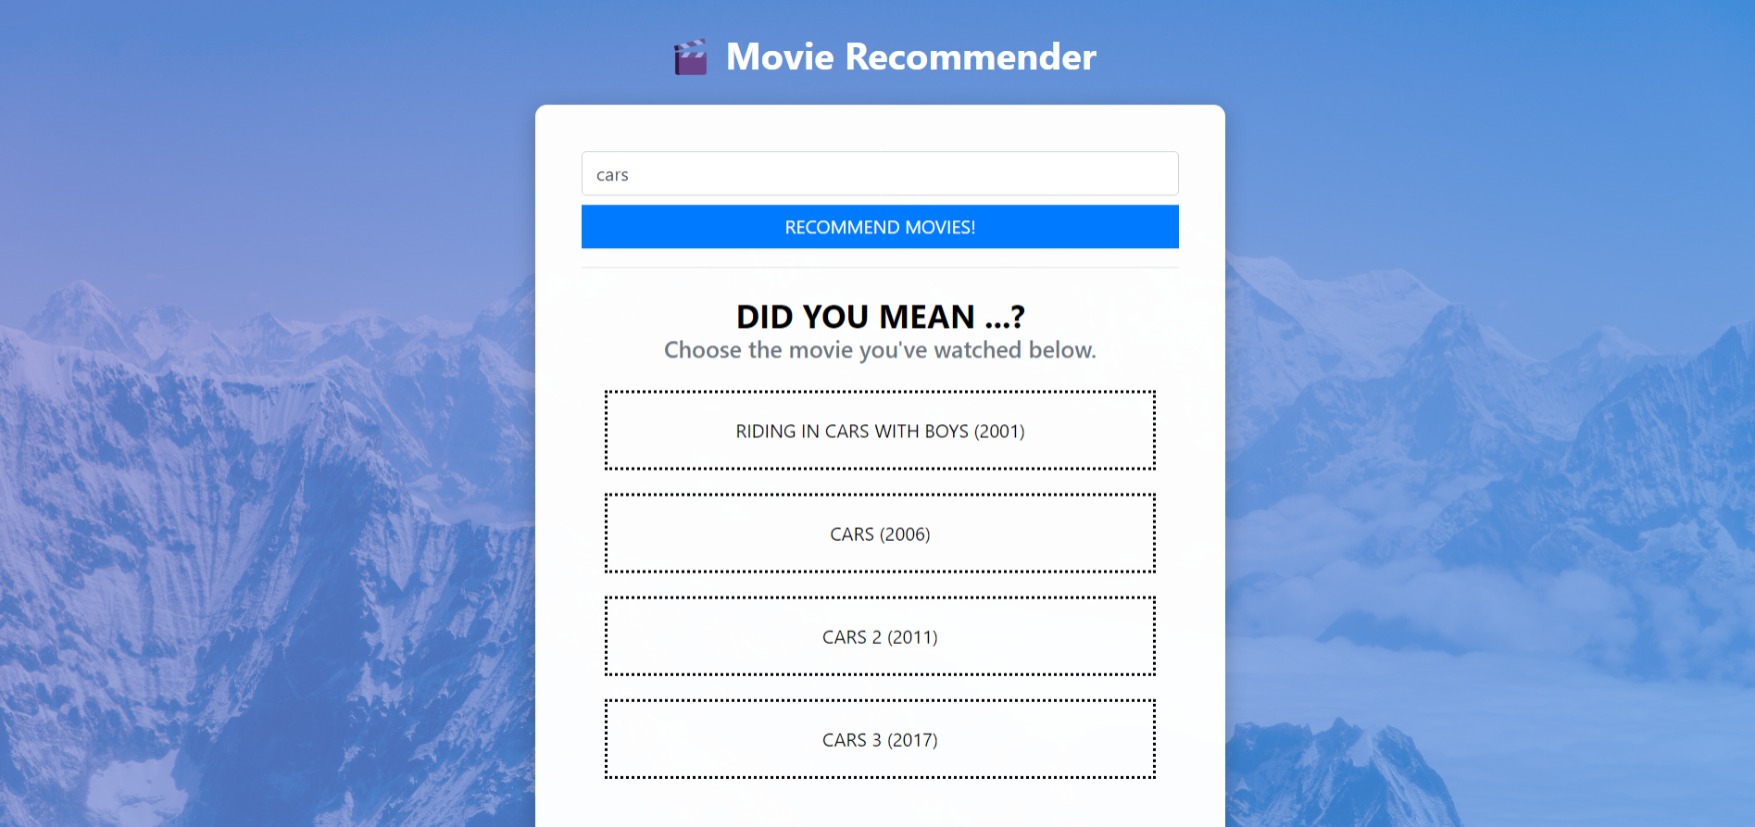 Movie Recommender
cars
RECOMMEND MOVIES!
DID YOU MEAN ...?
Choose the movie you've watched below.
RIDING IN CARS WITH BOYS (2001)
CARS (2006)
CARS 2 (2011)
CARS 3 (2017)